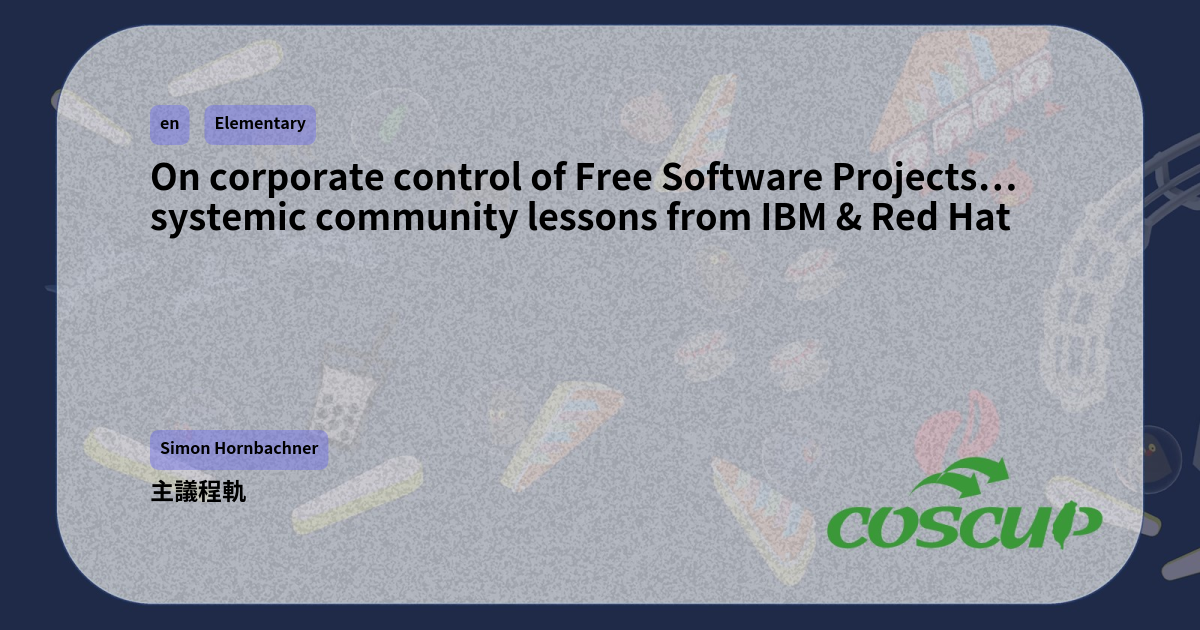 en Elementary
On corporate control of Free Software Projects…
systemic community lessons from IBM & Red Hat
Simon Hornbachner
主議程軌
COSCUP